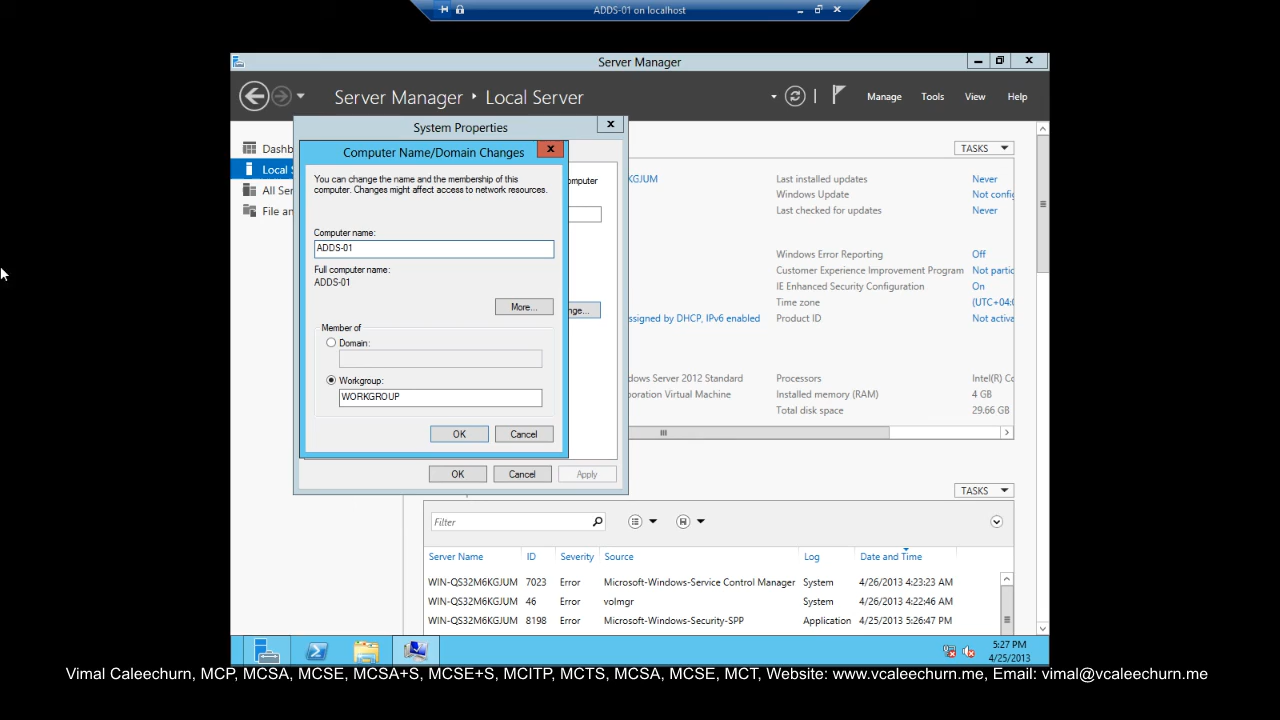 ADDS-01 on localhost
Server Manager
Server Manager • Local Server
Manage Tools View Help
System Properties
Computer Name/Domain Changes
You can change the name and the membership of this
computer. Changes might affect access to network resources.
Computer name:
ADDS-01
Full computer name:
ADDS-01
More...
Member of
Domain:
Workgroup:
WORKGROUP
OK Cancel
OK Cancel Apply
TASKS
Last installed updates Never
Windows Update
Last checked for updates Never
Windows Error Reporting Off
Customer Experience Improvement Program
IE Enhanced Security Configuration On
Time zone
by DHCP, IPv6 enabled Product ID
Server 2012 Standard Processors
Virtual Machine Installed memory (RAM) 4 GB
Total disk space 29.66 GB
TASKS
Filter
Server Name ID Severity Source Log Date and Time
WIN-QS32M6KGJUM 7023 Error Microsoft-Windows-Service Control Manager System 4/26/2013 4:23:23 AM
WIN-QS32M6KGJUM 46 Error volmgr System 4/26/2013 4:22:46 AM
WIN-QS32M6KGJUM 8198 Error Microsoft-Windows-Security-SPP Application 4/25/2013 5:26:47 PM
5:27 PM
4/25/2013
Vimal Caleechurn, MCP, MCSA, MCSE, MCSA+S, MCSE+S, MCITP, MCTS, MCSA, MCSE, MCT, Website: www.vcaleechurn.me, Email: vimal@vcaleechurn.me